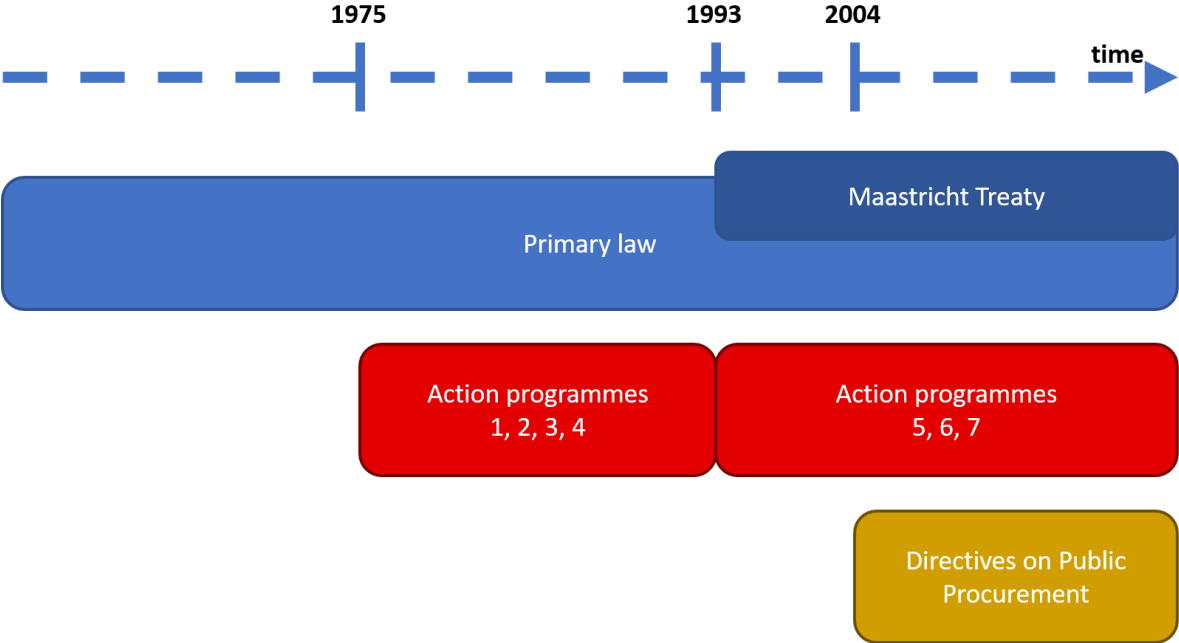 1975
1993
2004
time
Maastricht Treaty
Primary law
Action programmes
1, 2, 3, 4
Action programmes
5, 6, 7
Directives on Public
Procurement